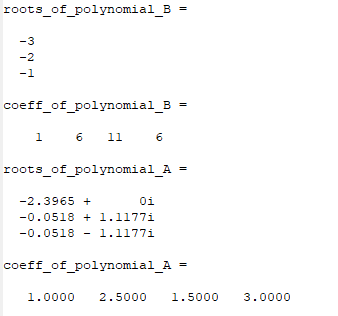 roots_of_polynomial_B =
-3
-2
-1
coeff_of_polynomial_B =
1 6 11 6
roots_of_polynomial_A =
-2.3965 + 0i
-0.0518 + 1.1177i
-0.0518 - 1.1177i
coeff_of_polynomial_A =
1.0000 2.5000 1.5000 3.0000